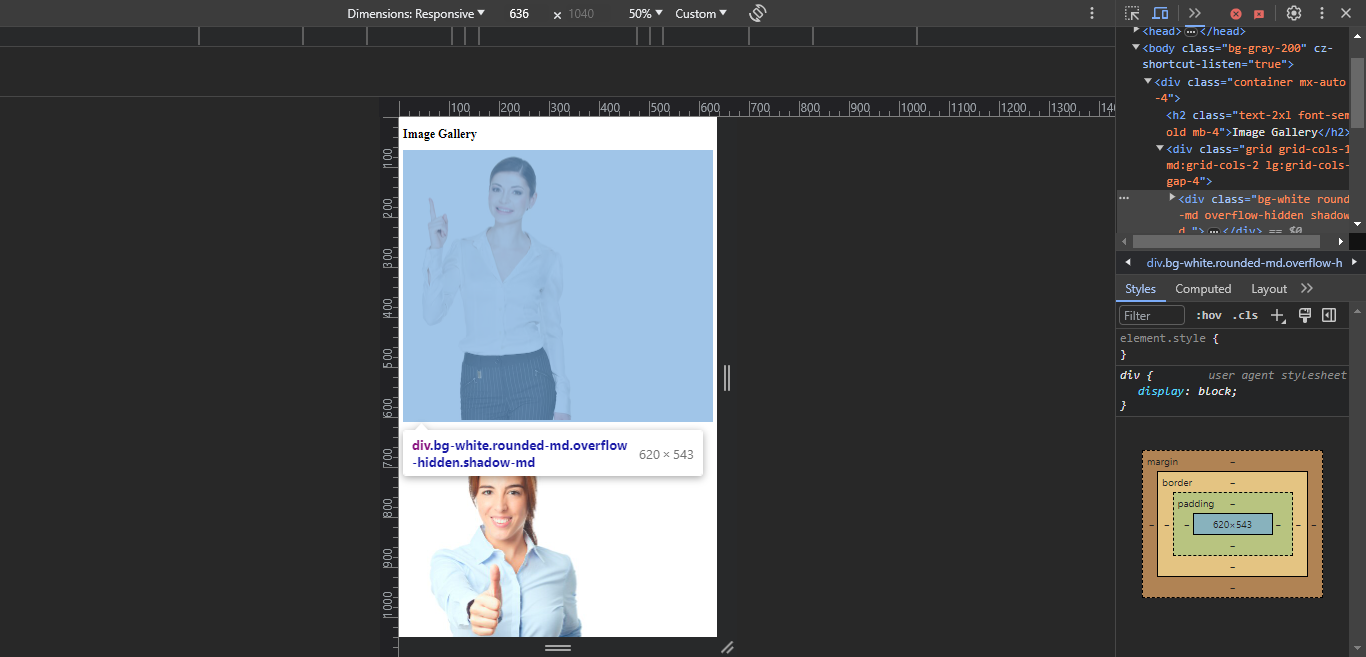 Dimensions: Responsive 636 × 1040 50% Custom
100 200 300 400 500 600 700 800 900 1000 1100 1200 1300
100
200
300
400
500
600
700
800
900
1000
Image Gallery
div.bg-white.rounded-md.overflow
-hidden.shadow-md 620 × 543
<head> ⋯ </head>
<body class="bg-gray-200" cz-
shortcut-listen="true">
<div class="container mx-auto
-4">
<h2 class="text-2xl font-sem
old mb-4">Image Gallery</h2>
<div class="grid grid-cols-1
md:grid-cols-2 lg:grid-cols-
gap-4">
<div class="bg-white round
-md overflow-hidden shadow
d ">⋯</div> == $0
div.bg-white.rounded-md.overflow-h
Styles Computed Layout
Filter :hov .cls
element.style {
}
div { user agent stylesheet
display: block;
}
margin –
border –
padding –
– – – 620×543 – – –
–
–
–